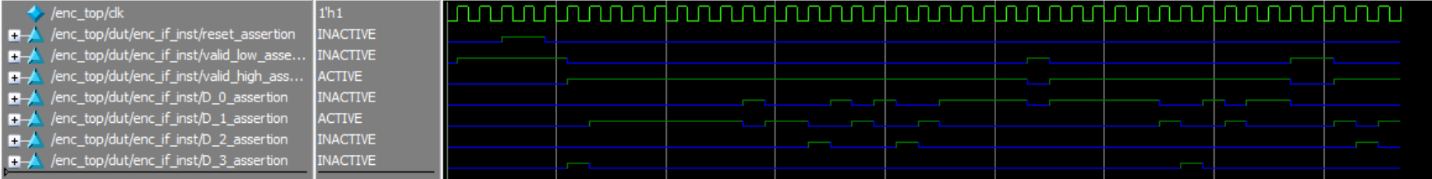 /enc_top/clk 1'h1
/enc_top/dut/enc_if_inst/reset_assertion INACTIVE
/enc_top/dut/enc_if_inst/valid_low_asse... INACTIVE
/enc_top/dut/enc_if_inst/valid_high_ass... ACTIVE
/enc_top/dut/enc_if_inst/D_0_assertion INACTIVE
/enc_top/dut/enc_if_inst/D_1_assertion ACTIVE
/enc_top/dut/enc_if_inst/D_2_assertion INACTIVE
/enc_top/dut/enc_if_inst/D_3_assertion INACTIVE